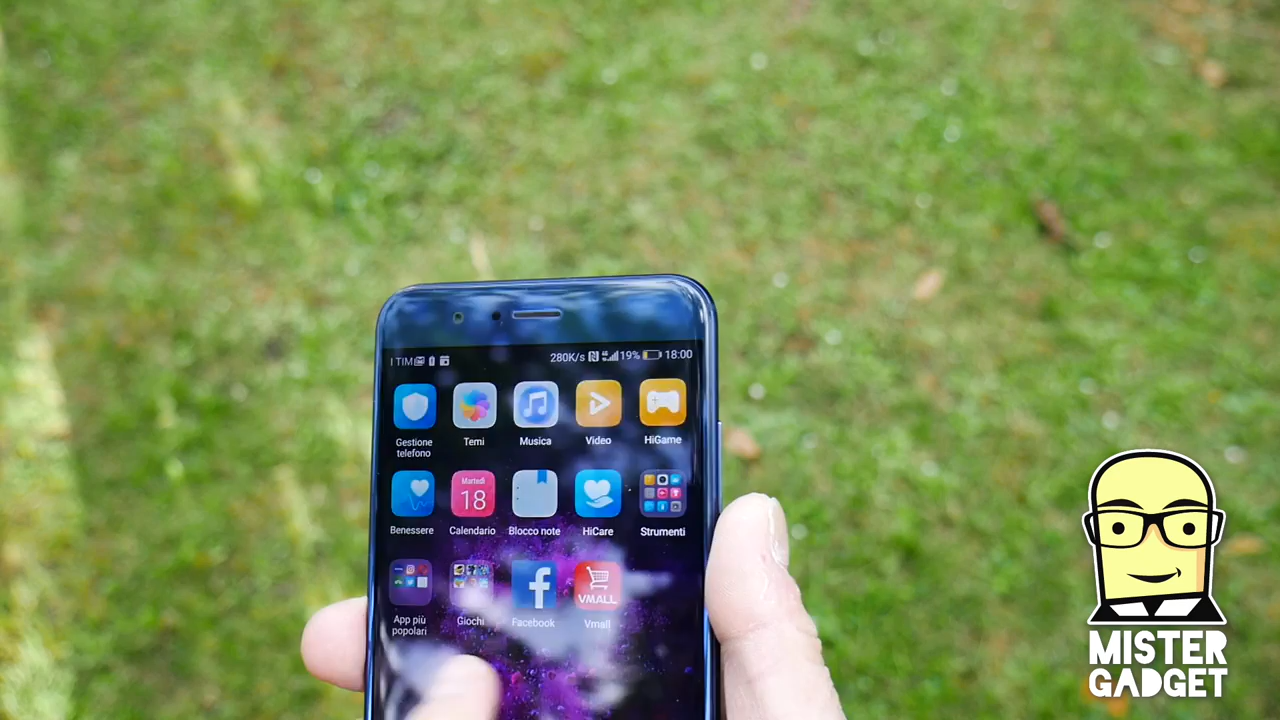 TIM 280K/s 19% 18:00
Gestione telefono Temi Musica Video HiGame
Martedì
18
Benessere Calendario Blocco note HiCare Strumenti
VMALL
App più popolari Giochi Facebook Vmall
MISTER
GADGET